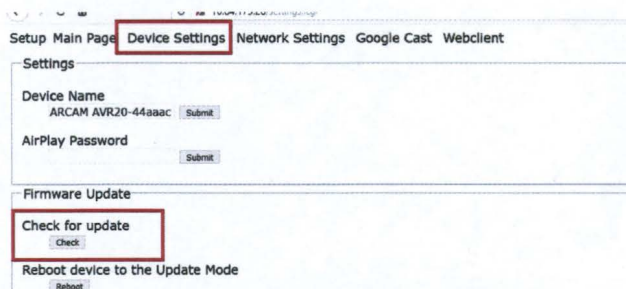 Setup Main Page Device Settings Network Settings Google Cast Webclient
Settings
Device Name
ARCAM AVR20-44aaac Submit
AirPlay Password
Submit
Firmware Update
Check for update
Check
Reboot device to the Update Mode
Reboot